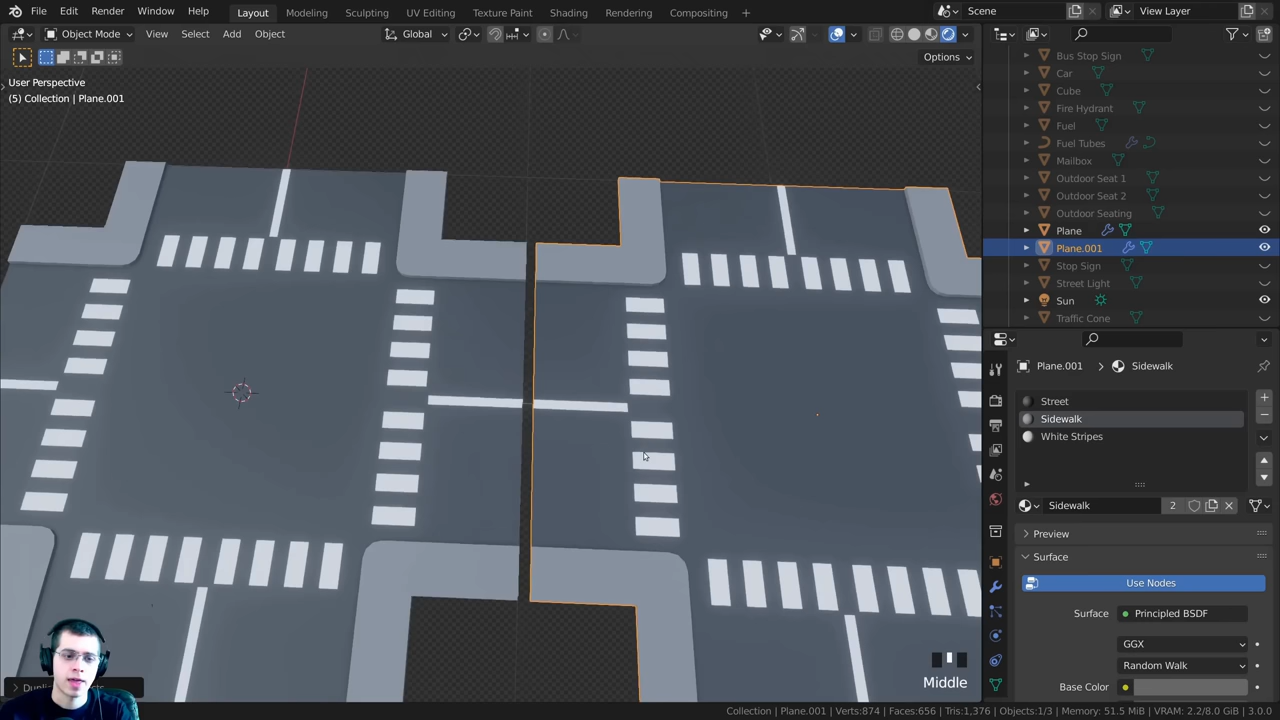 File Edit Render Window Help Layout Modeling Sculpting UV Editing Texture Paint Shading Animation Rendering Compositing + Scene View Layer
Object Mode View Select Add Object Global
Options
User Perspective
(5) Collection | Plane.001
Bus Stop Sign
Car
Cube
Fire Hydrant
Fuel
Fuel Tubes
Mailbox
Outdoor Seat 1
Outdoor Seat 2
Outdoor Seating
Plane
Plane.001
Stop Sign
Street Light
Sun
Traffic Cone
Plane.001 > Sidewalk
Street
Sidewalk
White Stripes
Sidewalk 2
Preview
Surface
Use Nodes
Surface Principled BSDF
GGX
Random Walk
Base Color
Middle
Collection | Plane.001 | Verts:874 | Faces:656 | Tris:1,376 | Objects:1/3 | Memory: 51.5 MiB | VRAM: 2.2/8.0 GiB | 3.0.0